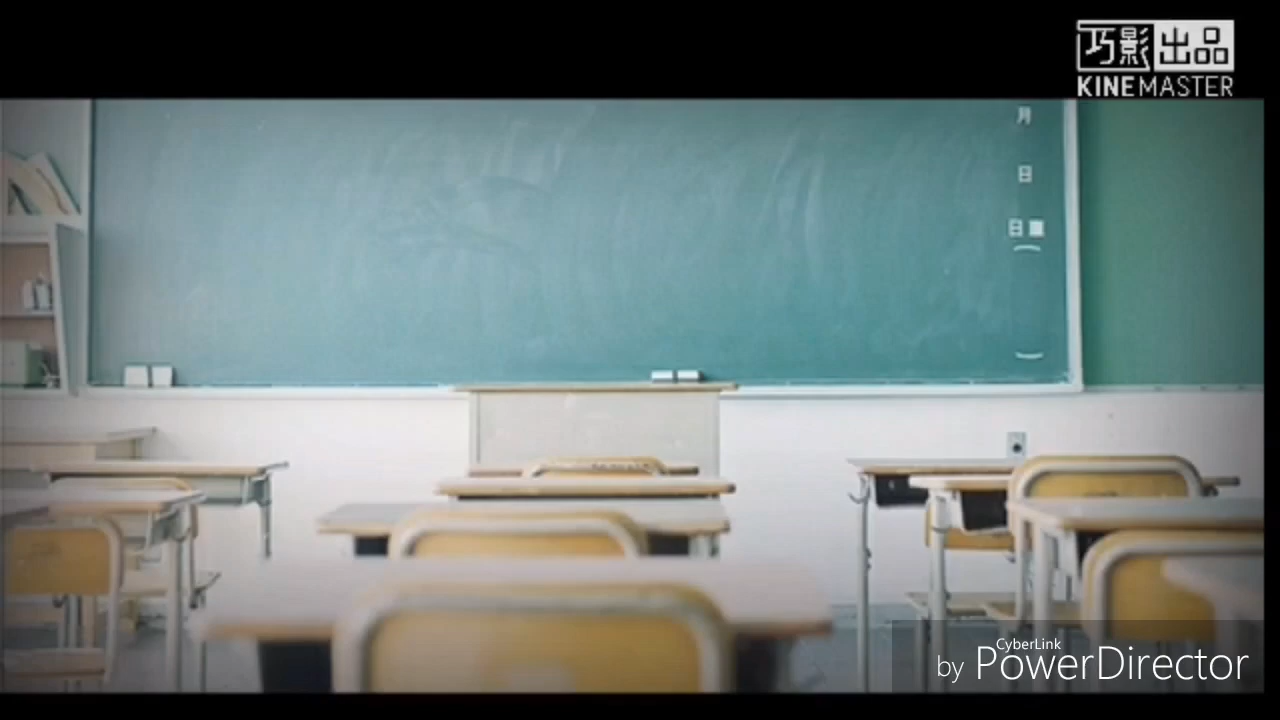 巧影出品
KINEMASTER
月
日
日
CyberLink
by PowerDirector